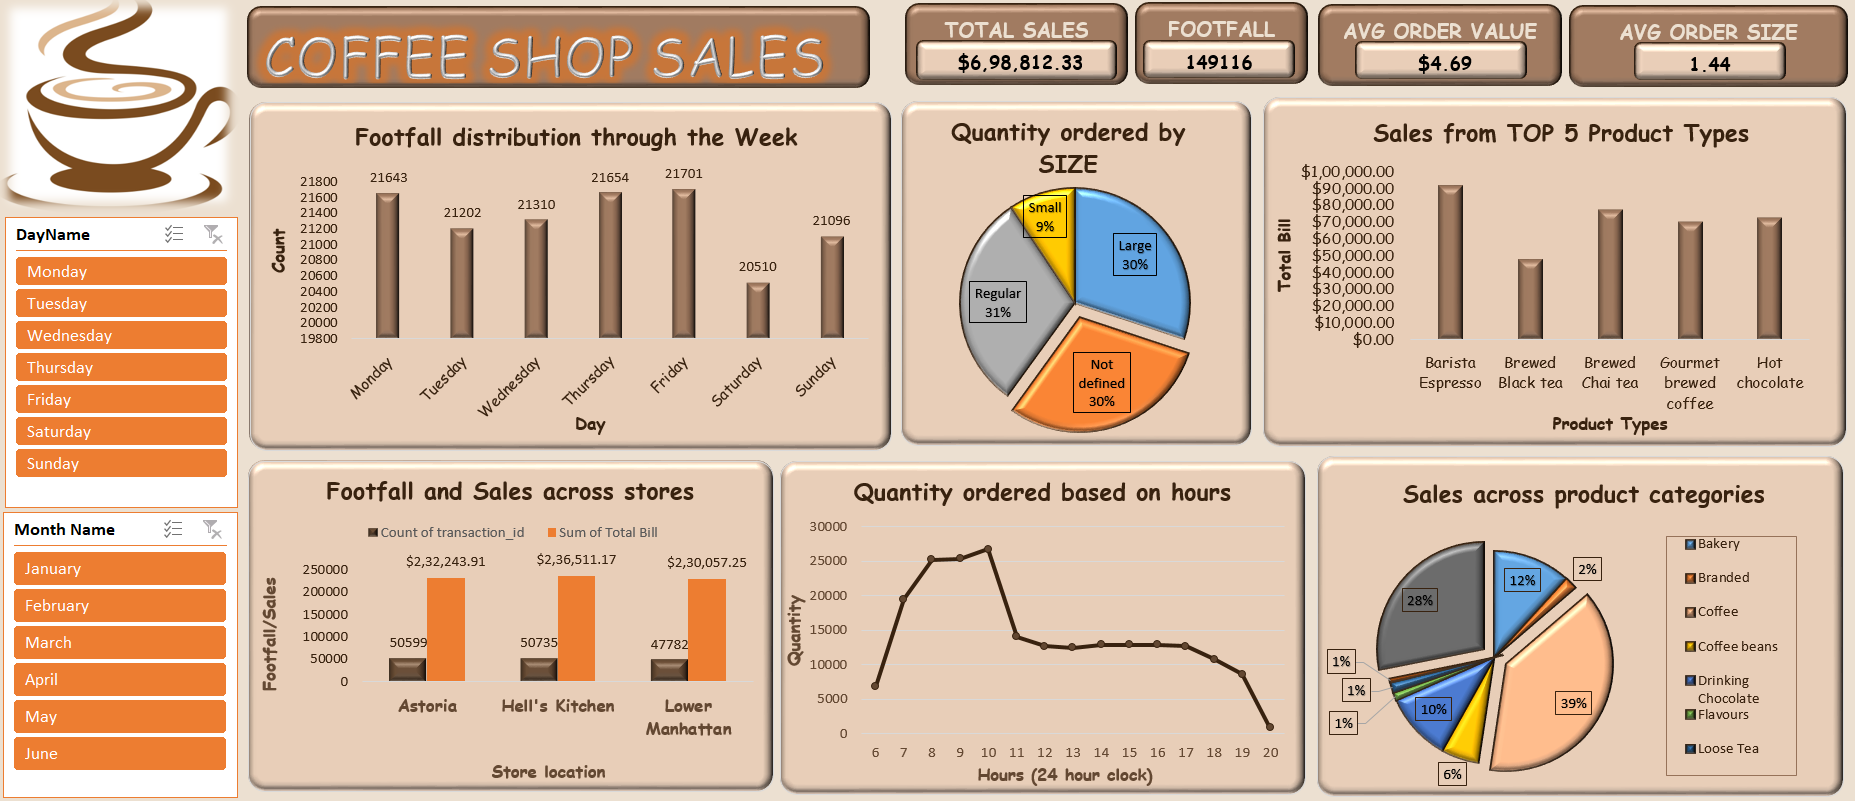 COFFEE SHOP SALES
TOTAL SALES
$6,98,812.33
FOOTFALL
149116
AVG ORDER VALUE
$4.69
AVG ORDER SIZE
1.44
DayName
Monday
Tuesday
Wednesday
Thursday
Friday
Saturday
Sunday
Month Name
January
February
March
April
May
June
Footfall distribution through the Week
Count
21800
21600
21400
21200
21000
20800
20600
20400
20200
20000
19800
21643
21202
21310
21654
21701
20510
21096
Monday
Tuesday
Wednesday
Thursday
Friday
Saturday
Sunday
Day
Quantity ordered by
SIZE
Small
9%
Large
30%
Regular
31%
Not
defined
30%
Sales from TOP 5 Product Types
Total Bill
$1,00,000.00
$90,000.00
$80,000.00
$70,000.00
$60,000.00
$50,000.00
$40,000.00
$30,000.00
$20,000.00
$10,000.00
$0.00
Barista
Espresso
Brewed
Black tea
Brewed
Chai tea
Gourmet
brewed
coffee
Hot
chocolate
Product Types
Footfall and Sales across stores
Count of transaction_id
Sum of Total Bill
Footfall/Sales
250000
200000
150000
100000
50000
0
$2,32,243.91
$2,36,511.17
$2,30,057.25
50599
50735
47782
Astoria
Hell's Kitchen
Lower
Manhattan
Store location
Quantity ordered based on hours
Quantity
30000
25000
20000
15000
10000
5000
0
6 7 8 9 10 11 12 13 14 15 16 17 18 19 20
Hours (24 hour clock)
Sales across product categories
12%
2%
28%
39%
1%
1%
1%
10%
6%
Bakery
Branded
Coffee
Coffee beans
Drinking
Chocolate
Flavours
Loose Tea